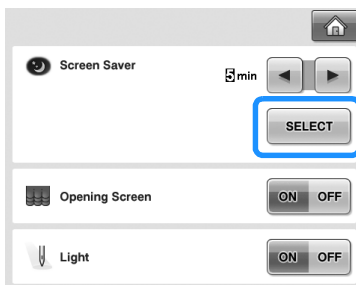 Screen Saver
5 min
SELECT
Opening Screen
ON OFF
Light
ON OFF